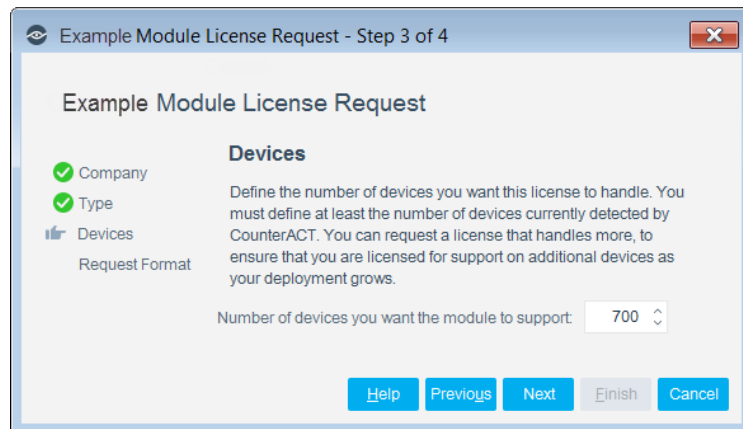 Example Module License Request - Step 3 of 4
Example Module License Request
Company
Type
Devices
Request Format
Devices
Define the number of devices you want this license to handle. You
must define at least the number of devices currently detected by
CounterACT. You can request a license that handles more, to
ensure that you are licensed for support on additional devices as
your deployment grows.
Number of devices you want the module to support: 700
Help Previous Next Finish Cancel